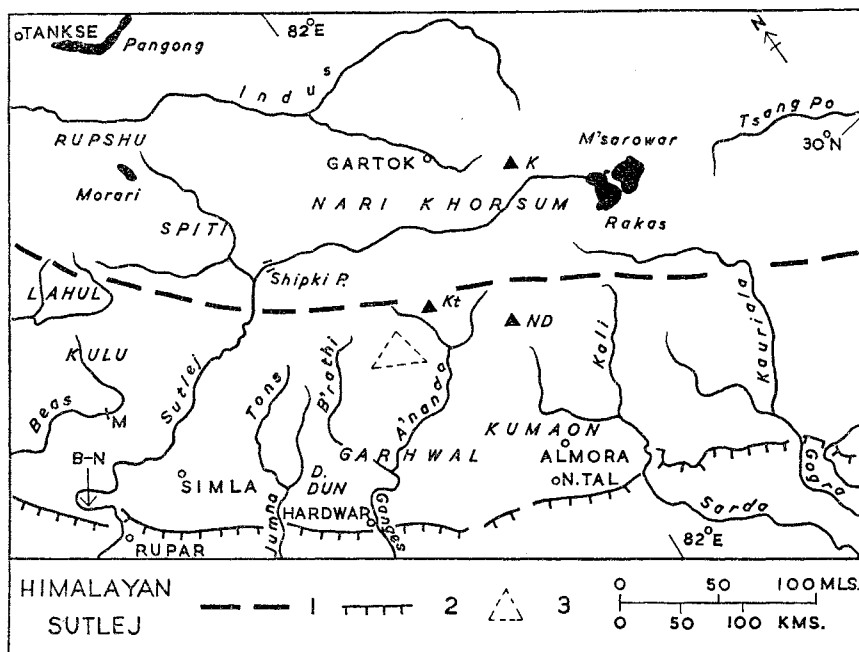 TANKSE
Pangong
82°E
N
Indus
Tsang Po
30°N
RUPSHU
GARTOK
K
M'sarowar
Morari
NARI KHORSUM
Rakas
SPITI
Shipki P.
LAHUL
Kt
ND
KULU
Sutlej
Tons
B'rathi
A'nanda
Kali
Kauriala
Beas
M
B-N
SIMLA
D.
DUN
GARHWAL
KUMAON
ALMORA
N.TAL
Gogra
HARDWAR
Jumna
Ganges
Sarda
RUPAR
82°E
HIMALAYAN
SUTLEJ
1
2
3
0 50 100 MLS.
0 50 100 KMS.